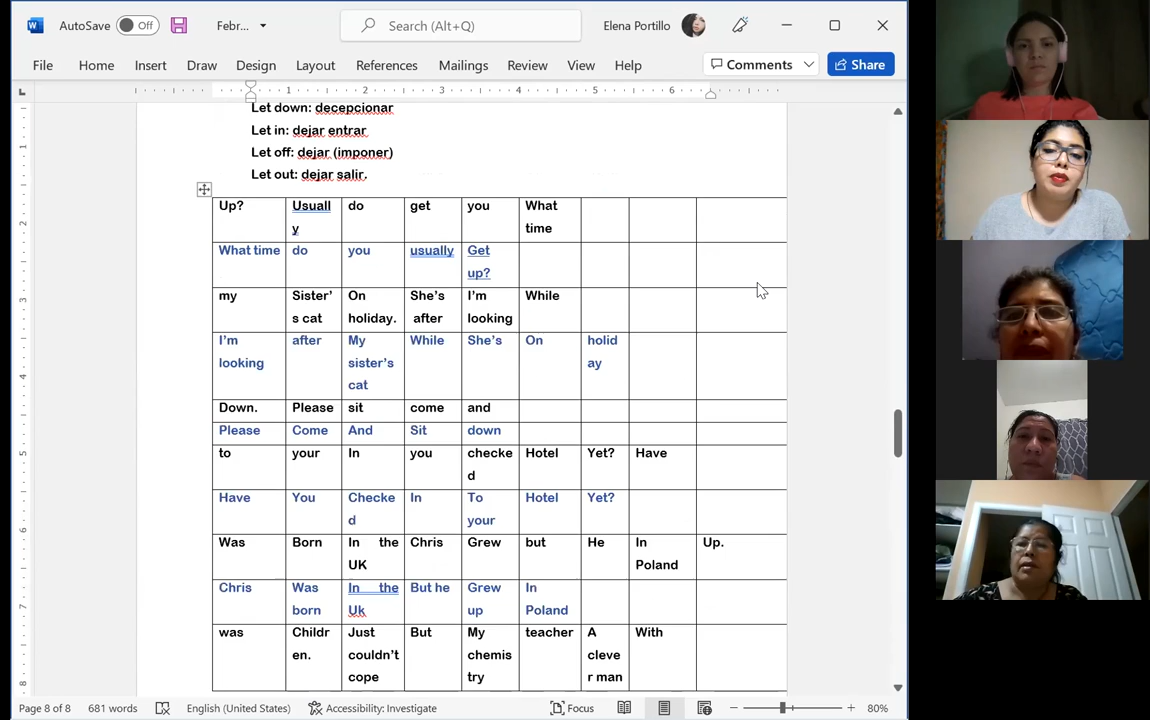 AutoSave Off Febr... Search (Alt+Q) Elena Portillo
File Home Insert Draw Design Layout References Mailings Review View Help Comments Share
1 2 3 4 5 6
Let down: decepcionar
Let in: dejar entrar
Let off: dejar (imponer)
Let out: dejar salir.
Up? Usuall do get you What
y time
What time do you usually Get
up?
my Sister' On She's I'm While
s cat holiday. after looking
I'm after My While She's On holid
looking sister's ay
cat
Down. Please sit come and
Please Come And Sit down
to your In you checke Hotel Yet? Have
d
Have You Checke In To Hotel Yet?
d your
Was Born In the Chris Grew but He In Up.
UK Poland
Chris Was In the But he Grew In
born Uk up Poland
was Childr Just But My teacher A With
en. couldn't chemis cleve
cope try r man
Page 8 of 8 681 words English (United States) Accessibility: Investigate Focus 80%